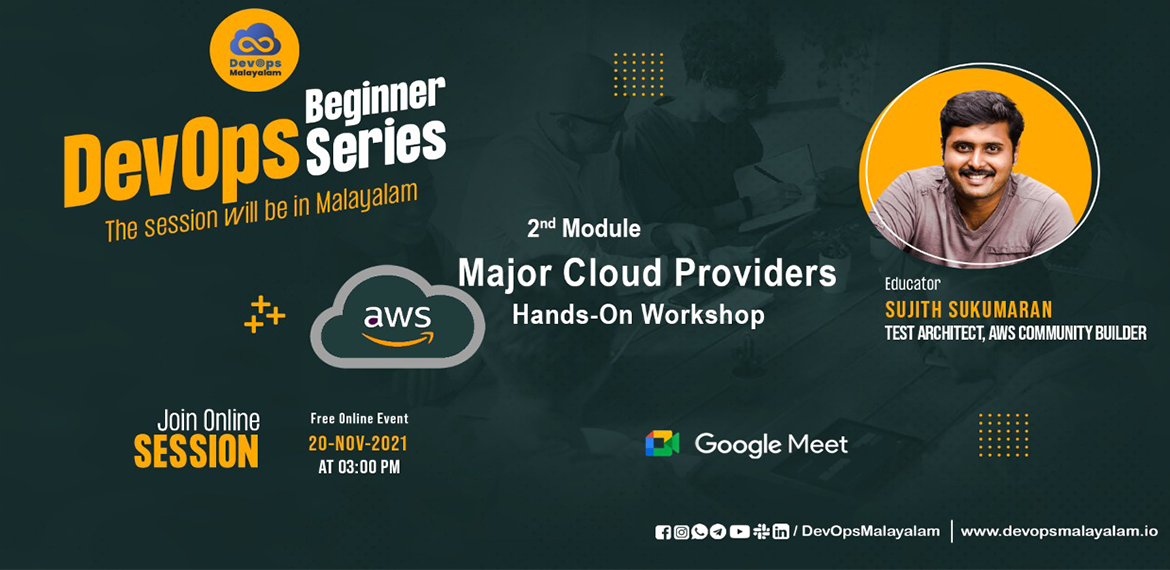 DevOps
Malayalam
Beginner
DevOps Series
The session will be in Malayalam
2nd Module
Major Cloud Providers
Hands-On Workshop
aws
Educator
SUJITH SUKUMARAN
TEST ARCHITECT, AWS COMMUNITY BUILDER
Join Online
SESSION
Free Online Event
20-NOV-2021
AT 03:00 PM
Google Meet
/ DevOpsMalayalam | www.devopsmalayalam.io